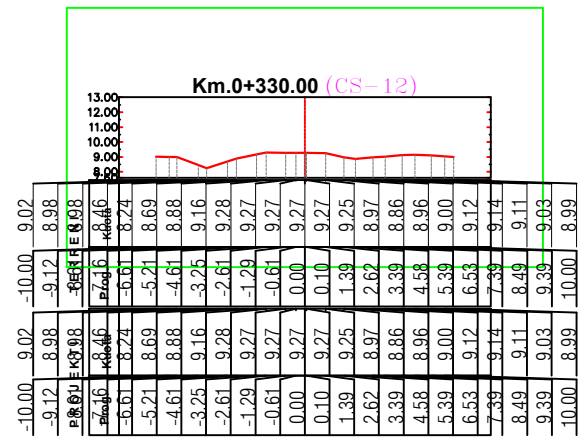 Km.0+330.00 (CS-12)
13.00
12.00
11.00
10.00
9.00
8.00
Kuota
9.02 8.98 8.98 8.46 8.24 8.69 8.88 9.16 9.28 9.27 9.27 9.27 9.27 9.25 8.97 8.86 8.96 9.00 9.12 9.14 9.11 9.03 8.99
Prog.
-10.00 -9.12 -7.16 -6.61 -5.21 -4.61 -3.25 -2.61 -1.29 -0.61 0.00 0.10 1.39 2.62 3.39 4.58 5.39 6.53 7.39 8.49 9.39 10.00
Kuota
9.02 8.98 8.98 8.46 8.24 8.69 8.88 9.16 9.28 9.27 9.27 9.27 9.27 9.25 8.97 8.86 8.96 9.00 9.12 9.14 9.11 9.03 8.99
Prog.
-10.00 -9.12 -7.16 -6.61 -5.21 -4.61 -3.25 -2.61 -1.29 -0.61 0.00 0.10 1.39 2.62 3.39 4.58 5.39 6.53 7.39 8.49 9.39 10.00